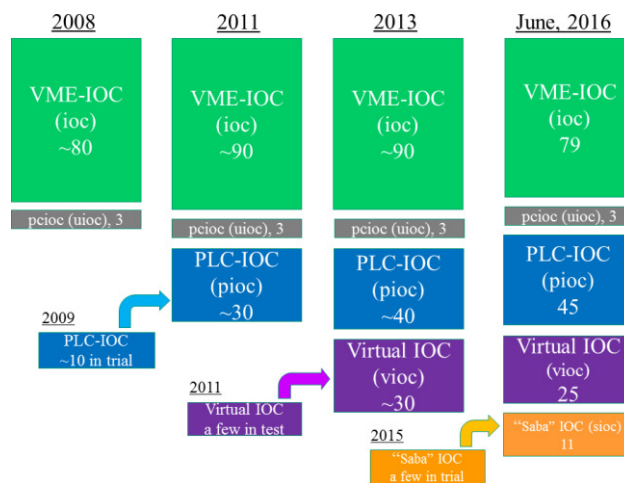 2008
VME-IOC
(ioc)
~80
pcioc (uioc), 3
2009
PLC-IOC
~10 in trial
2011
VME-IOC
(ioc)
~90
pcioc (uioc), 3
PLC-IOC
(pioc)
~30
2011
Virtual IOC
a few in test
2013
VME-IOC
(ioc)
~90
pcioc (uioc), 3
PLC-IOC
(pioc)
~40
Virtual IOC
(vioc)
~30
2015
“Saba” IOC
a few in trial
June, 2016
VME-IOC
(ioc)
79
pcioc (uioc), 3
PLC-IOC
(pioc)
45
Virtual IOC
(vioc)
25
“Saba” IOC (sioc)
11